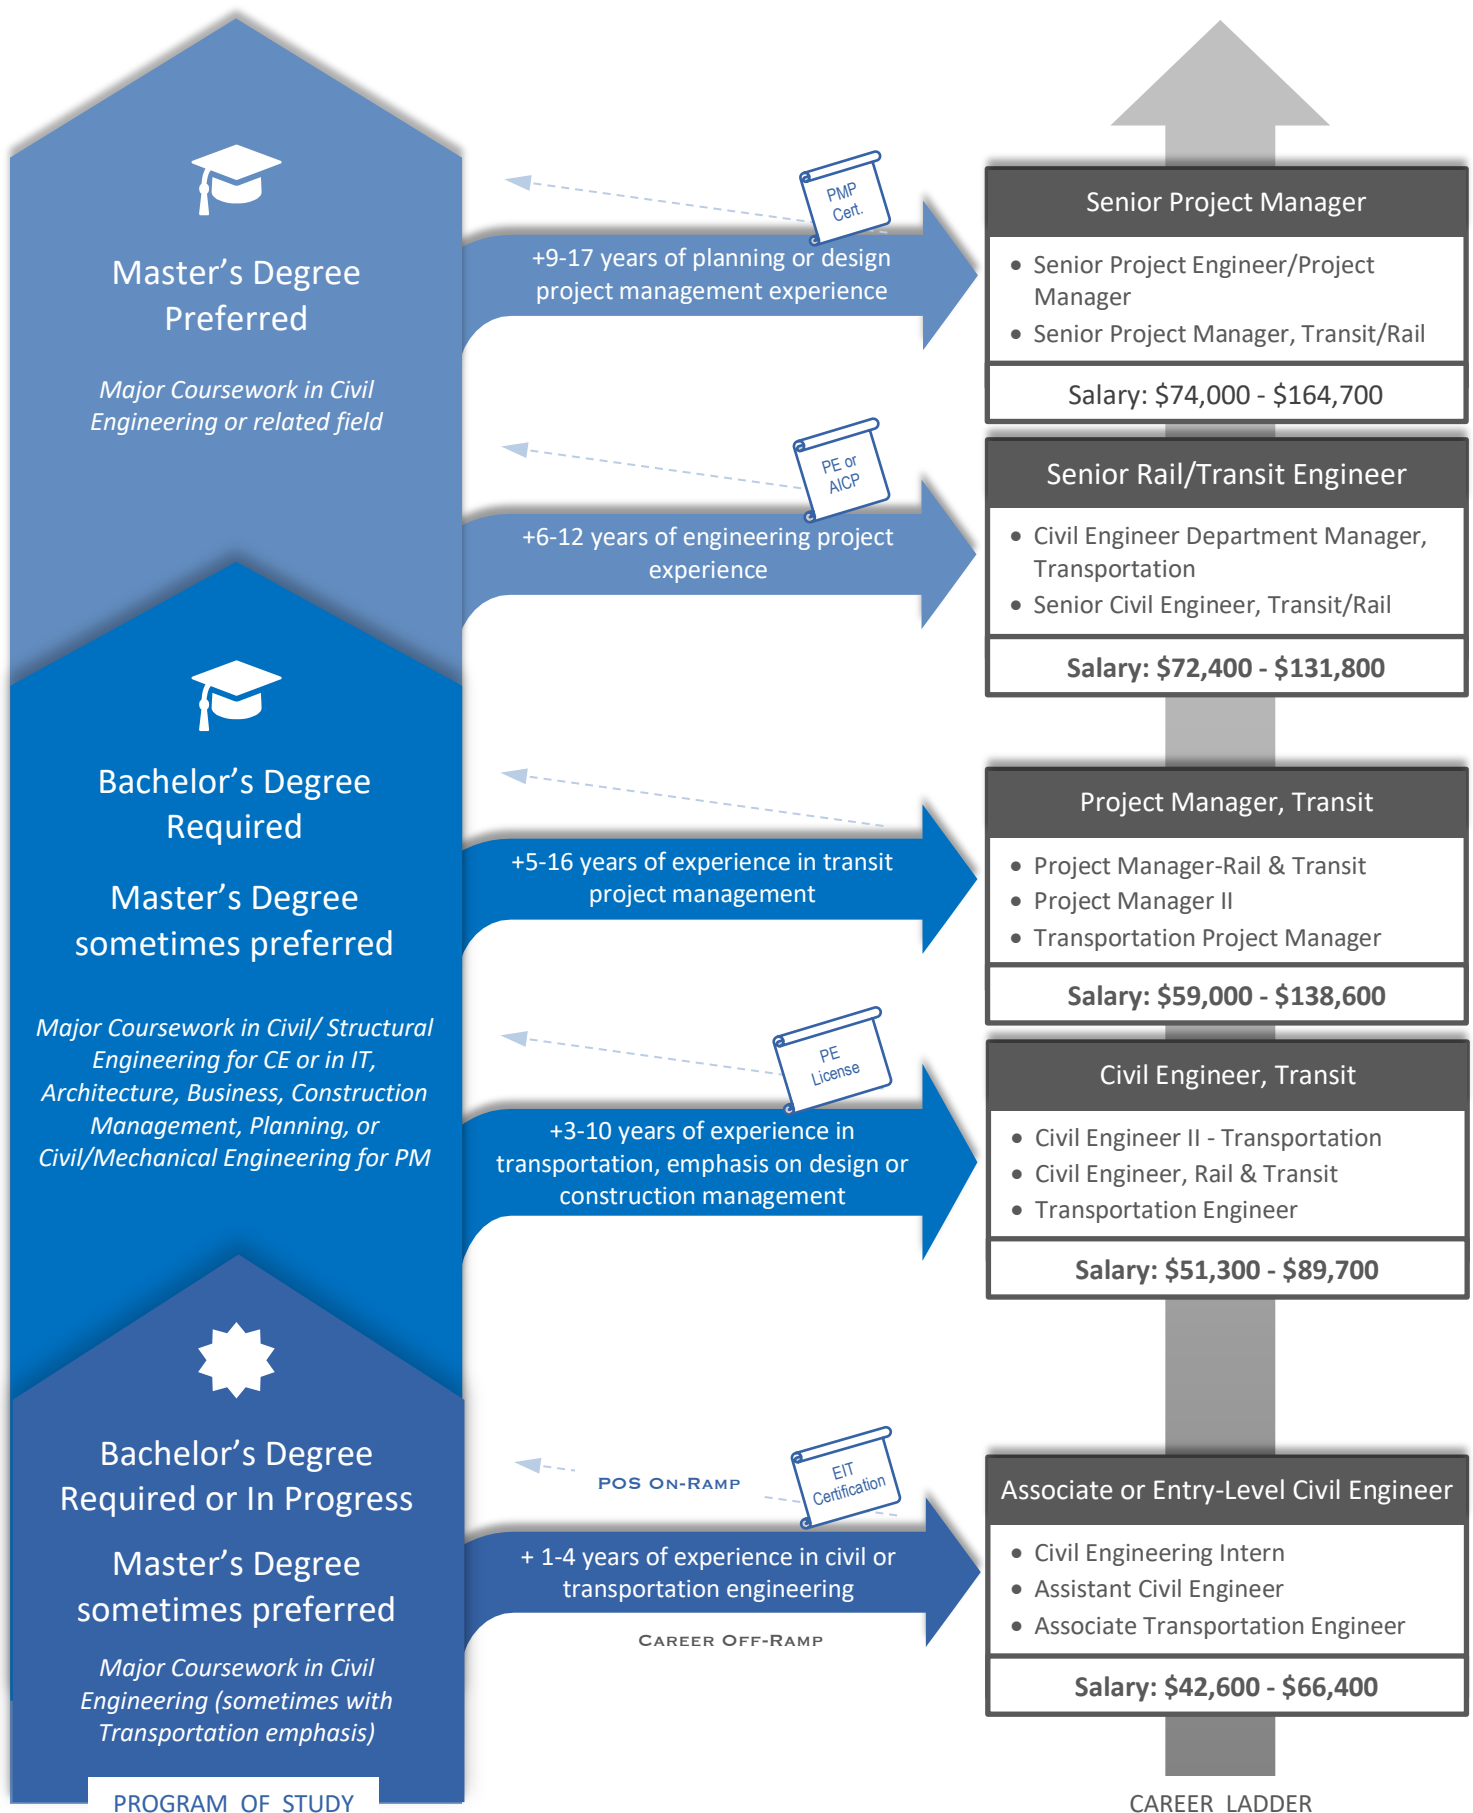 Master's Degree
Preferred
Major Coursework in Civil
Engineering or related field
PMP
Cert.
+9-17 years of planning or design
project management experience
Senior Project Manager
• Senior Project Engineer/Project
Manager
• Senior Project Manager, Transit/Rail
Salary: $74,000 - $164,700
PE or
AICP
+6-12 years of engineering project
experience
Senior Rail/Transit Engineer
• Civil Engineer Department Manager,
Transportation
• Senior Civil Engineer, Transit/Rail
Salary: $72,400 - $131,800
Bachelor's Degree
Required
Master's Degree
sometimes preferred
Major Coursework in Civil/ Structural
Engineering for CE or in IT,
Architecture, Business, Construction
Management, Planning, or
Civil/Mechanical Engineering for PM
+5-16 years of experience in transit
project management
Project Manager, Transit
• Project Manager-Rail & Transit
• Project Manager II
• Transportation Project Manager
Salary: $59,000 - $138,600
PE
License
+3-10 years of experience in
transportation, emphasis on design or
construction management
Civil Engineer, Transit
• Civil Engineer II - Transportation
• Civil Engineer, Rail & Transit
• Transportation Engineer
Salary: $51,300 - $89,700
Bachelor's Degree
Required or In Progress
Master's Degree
sometimes preferred
Major Coursework in Civil
Engineering (sometimes with
Transportation emphasis)
POS On-Ramp
EIT
Certification
+ 1-4 years of experience in civil or
transportation engineering
Career Off-Ramp
Associate or Entry-Level Civil Engineer
• Civil Engineering Intern
• Assistant Civil Engineer
• Associate Transportation Engineer
Salary: $42,600 - $66,400
PROGRAM OF STUDY
CAREER LADDER